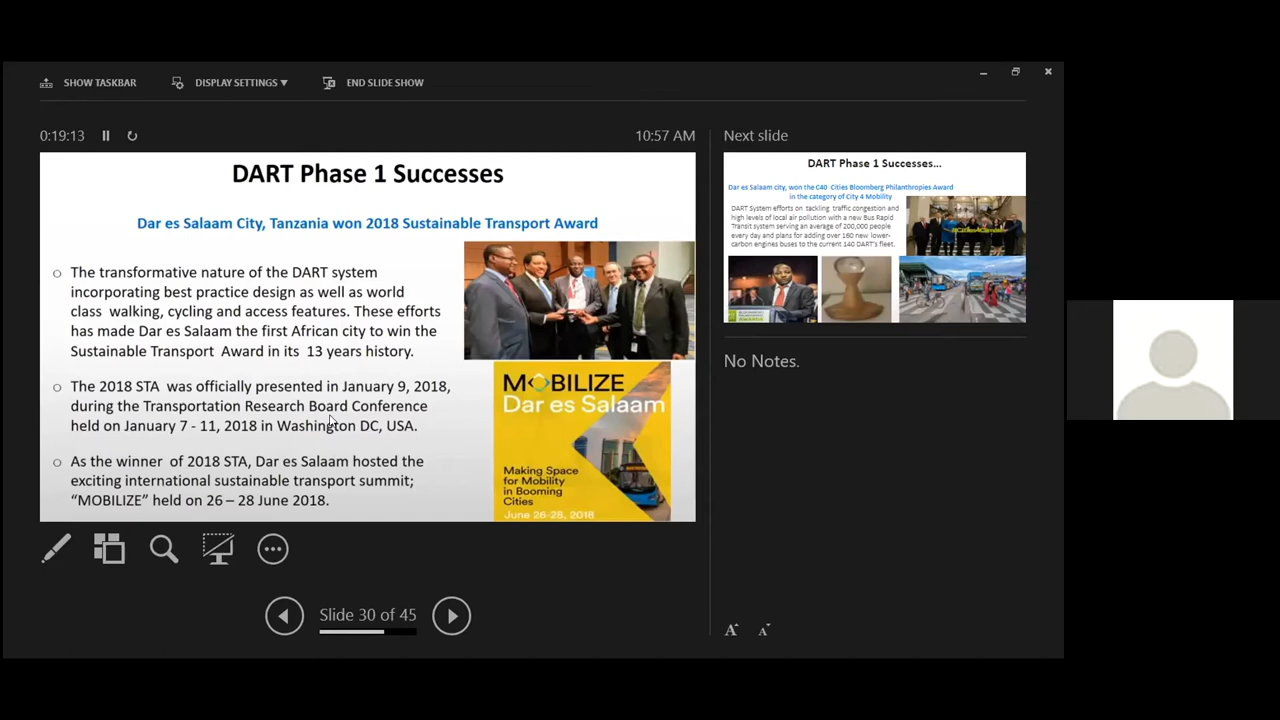 SHOW TASKBAR
DISPLAY SETTINGS
END SLIDE SHOW
0:19:13
10:57 AM
DART Phase 1 Successes
Dar es Salaam City, Tanzania won 2018 Sustainable Transport Award
The transformative nature of the DART system
incorporating best practice design as well as world
class walking, cycling and access features. These efforts
has made Dar es Salaam the first African city to win the
Sustainable Transport Award in its 13 years history.
The 2018 STA was officially presented in January 9, 2018,
during the Transportation Research Board Conference
held on January 7 - 11, 2018 in Washington DC, USA.
As the winner of 2018 STA, Dar es Salaam hosted the
exciting international sustainable transport summit;
“MOBILIZE” held on 26 – 28 June 2018.
MOBILIZE
Dar es Salaam
Making Space
for Mobility
in Booming
Cities
June 26-28, 2018
Slide 30 of 45
Next slide
DART Phase 1 Successes...
Dar es Salaam city, won the C40 Cities Bloomberg Philanthropies Award
in the category of City 4 Mobility
DART System efforts on tackling traffic congestion and
high levels of local air pollution with a new Bus Rapid
Transit system serving an average of 200,000 people
every day and plans for adding over 160 new lower-
carbon engines buses to the current 140 DART's fleet.
No Notes.
A A